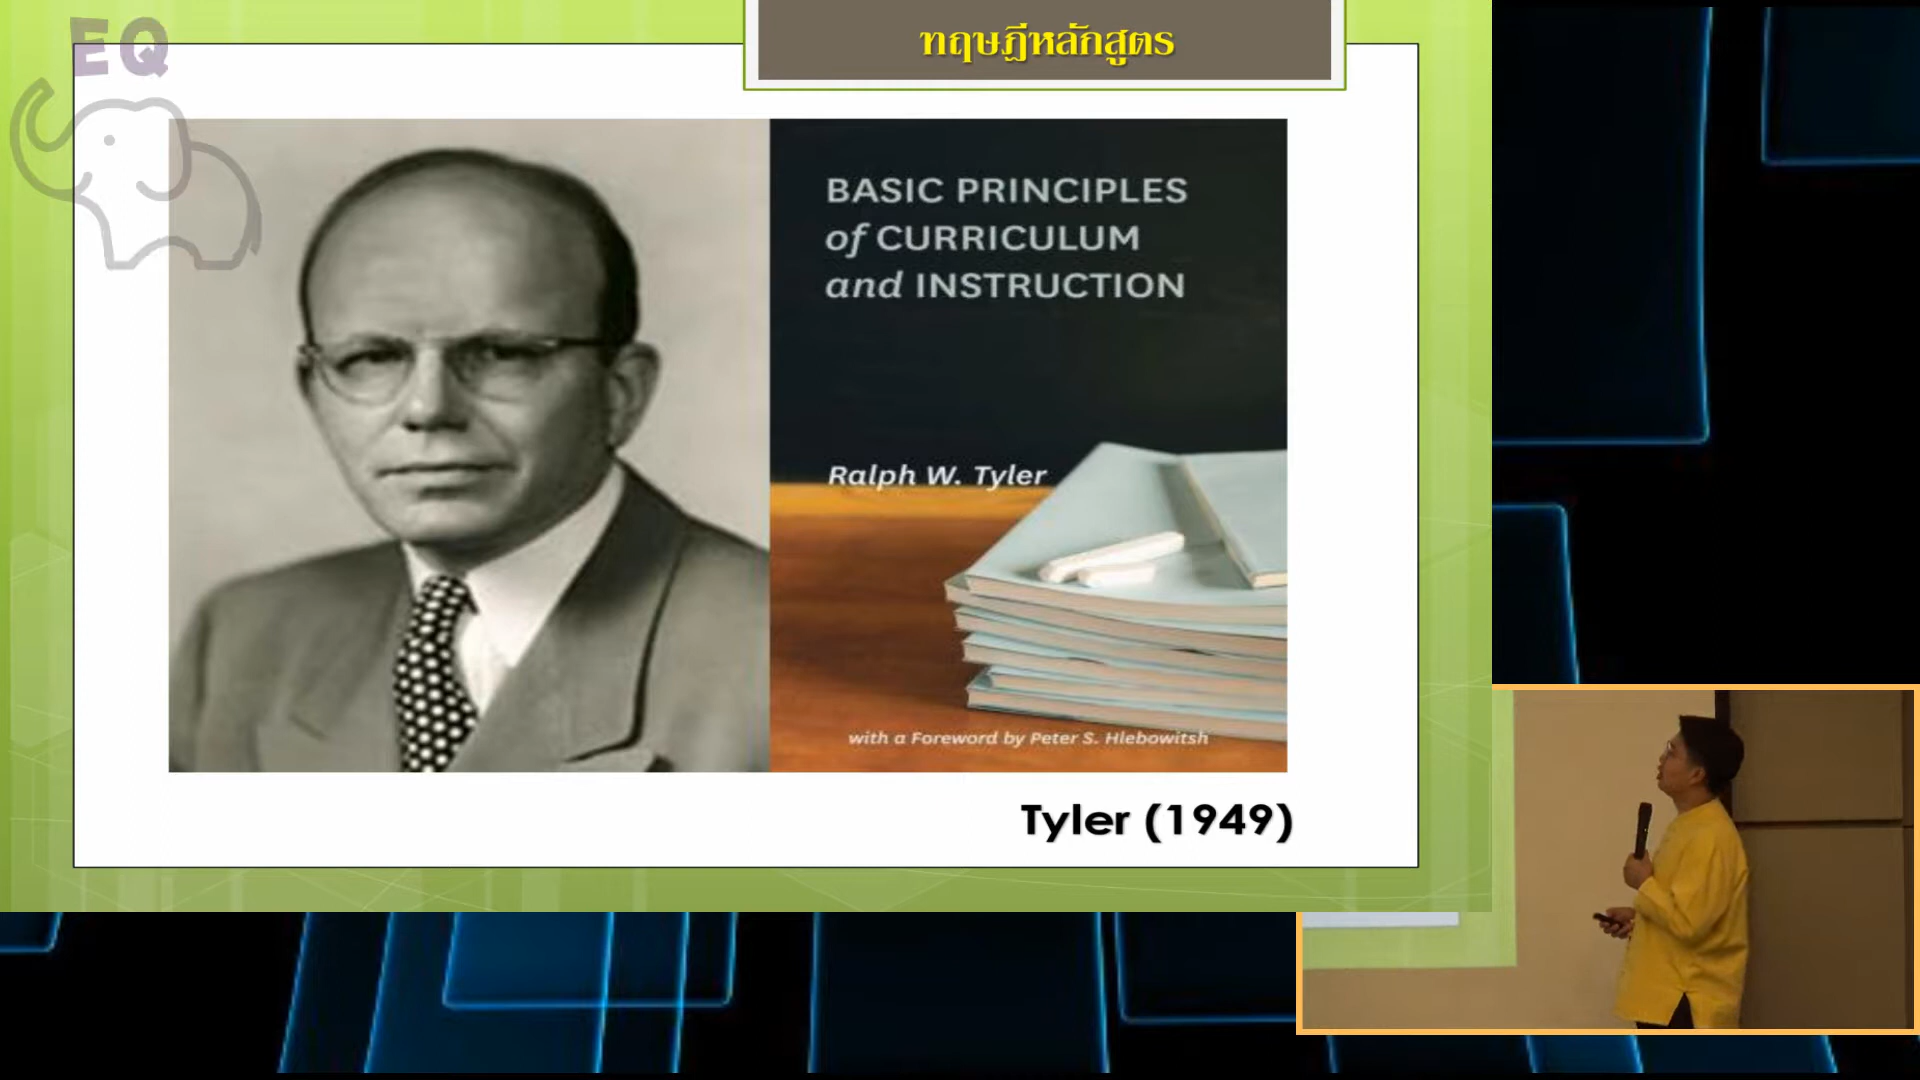 EQ
ทฤษฎีหลักสูตร
BASIC PRINCIPLES
of CURRICULUM
and INSTRUCTION
Ralph W. Tyler
with a Foreword by Peter S. Hlebowitsh
Tyler (1949)